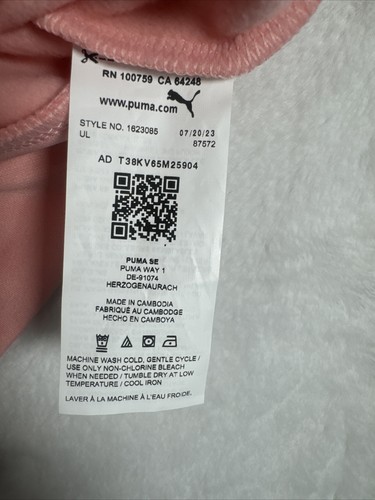 RN 100759 CA 64248
www.puma.com
STYLE NO. 1623085 07/20/23
UL 87572
AD T38KV65M25904
PUMA SE
PUMA WAY 1
DE-91074
HERZOGENAURACH
MADE IN CAMBODIA
FABRIQUÉ AU CAMBODGE
HECHO EN CAMBOYA
MACHINE WASH COLD, GENTLE CYCLE /
USE ONLY NON-CHLORINE BLEACH
WHEN NEEDED / TUMBLE DRY AT LOW
TEMPERATURE / COOL IRON
LAVER À LA MACHINE À L'EAU FROIDE,